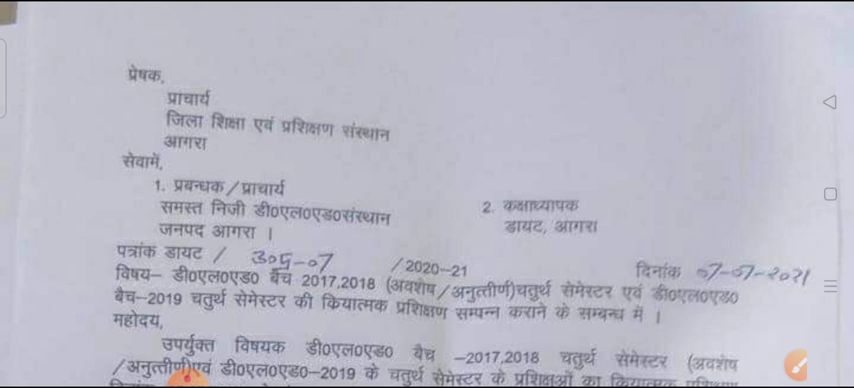 प्रेषक,
प्राचार्य
जिला शिक्षा एवं प्रशिक्षण संस्थान
आगरा
सेवामें,
1. प्रबन्धक/प्राचार्य
समस्त निजी डी0एल0एड0संस्थान
जनपद आगरा ।
2. कक्षाध्यापक
डायट, आगरा
पत्रांक डायट / 305-07 /2020-21 दिनांक 07-07-2021
विषय– डी0एल0एड0 बैच 2017,2018 (अवशेष/अनुत्तीर्ण)चतुर्थ सेमेस्टर एवं डी0एल0एड0
बैच–2019 चतुर्थ सेमेस्टर की कियात्मक प्रशिक्षण सम्पन्न कराने के सम्बन्ध में ।
महोदय,
उपर्युक्त विषयक डी0एल0एड0 बैच –2017,2018 चतुर्थ सेमेस्टर (अवशेष
/अनुत्तीर्ण)एवं डी0एल0एड0–2019 के चतुर्थ सेमेस्टर के प्रशिक्षुओं का